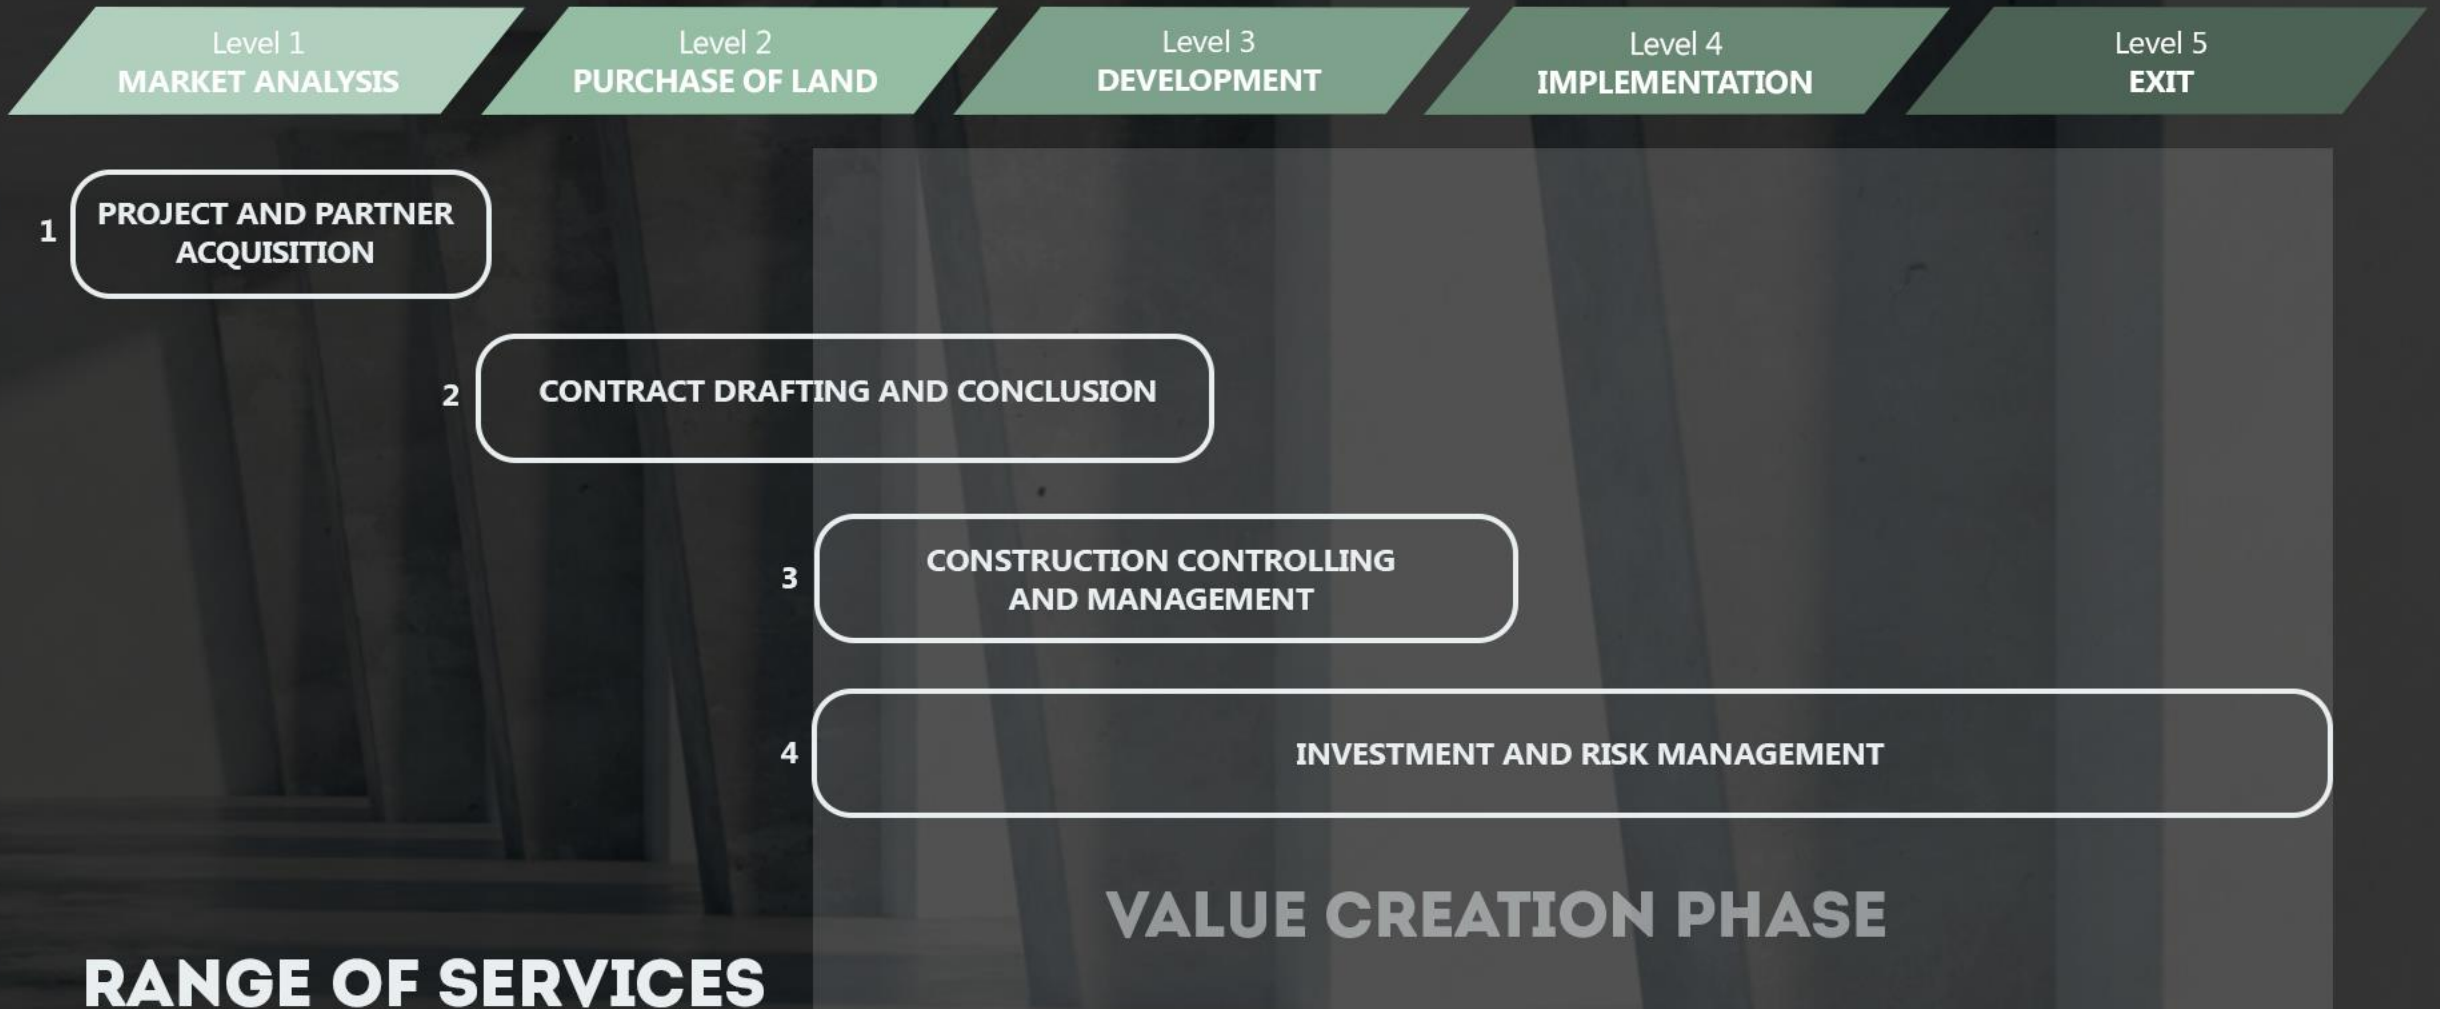 Level 1
MARKET ANALYSIS
Level 2
PURCHASE OF LAND
Level 3
DEVELOPMENT
Level 4
IMPLEMENTATION
Level 5
EXIT
1
PROJECT AND PARTNER
ACQUISITION
2
CONTRACT DRAFTING AND CONCLUSION
3
CONSTRUCTION CONTROLLING
AND MANAGEMENT
4
INVESTMENT AND RISK MANAGEMENT
VALUE CREATION PHASE
RANGE OF SERVICES